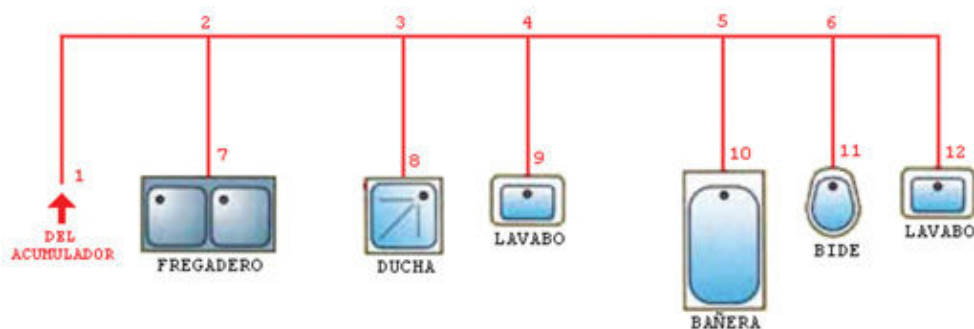 2 3 4 5 6
1 7 8 9 10 11 12
DEL
ACUMULADOR
FREGADERO
DUCHA
LAVABO
BAÑERA
BIDE
LAVABO